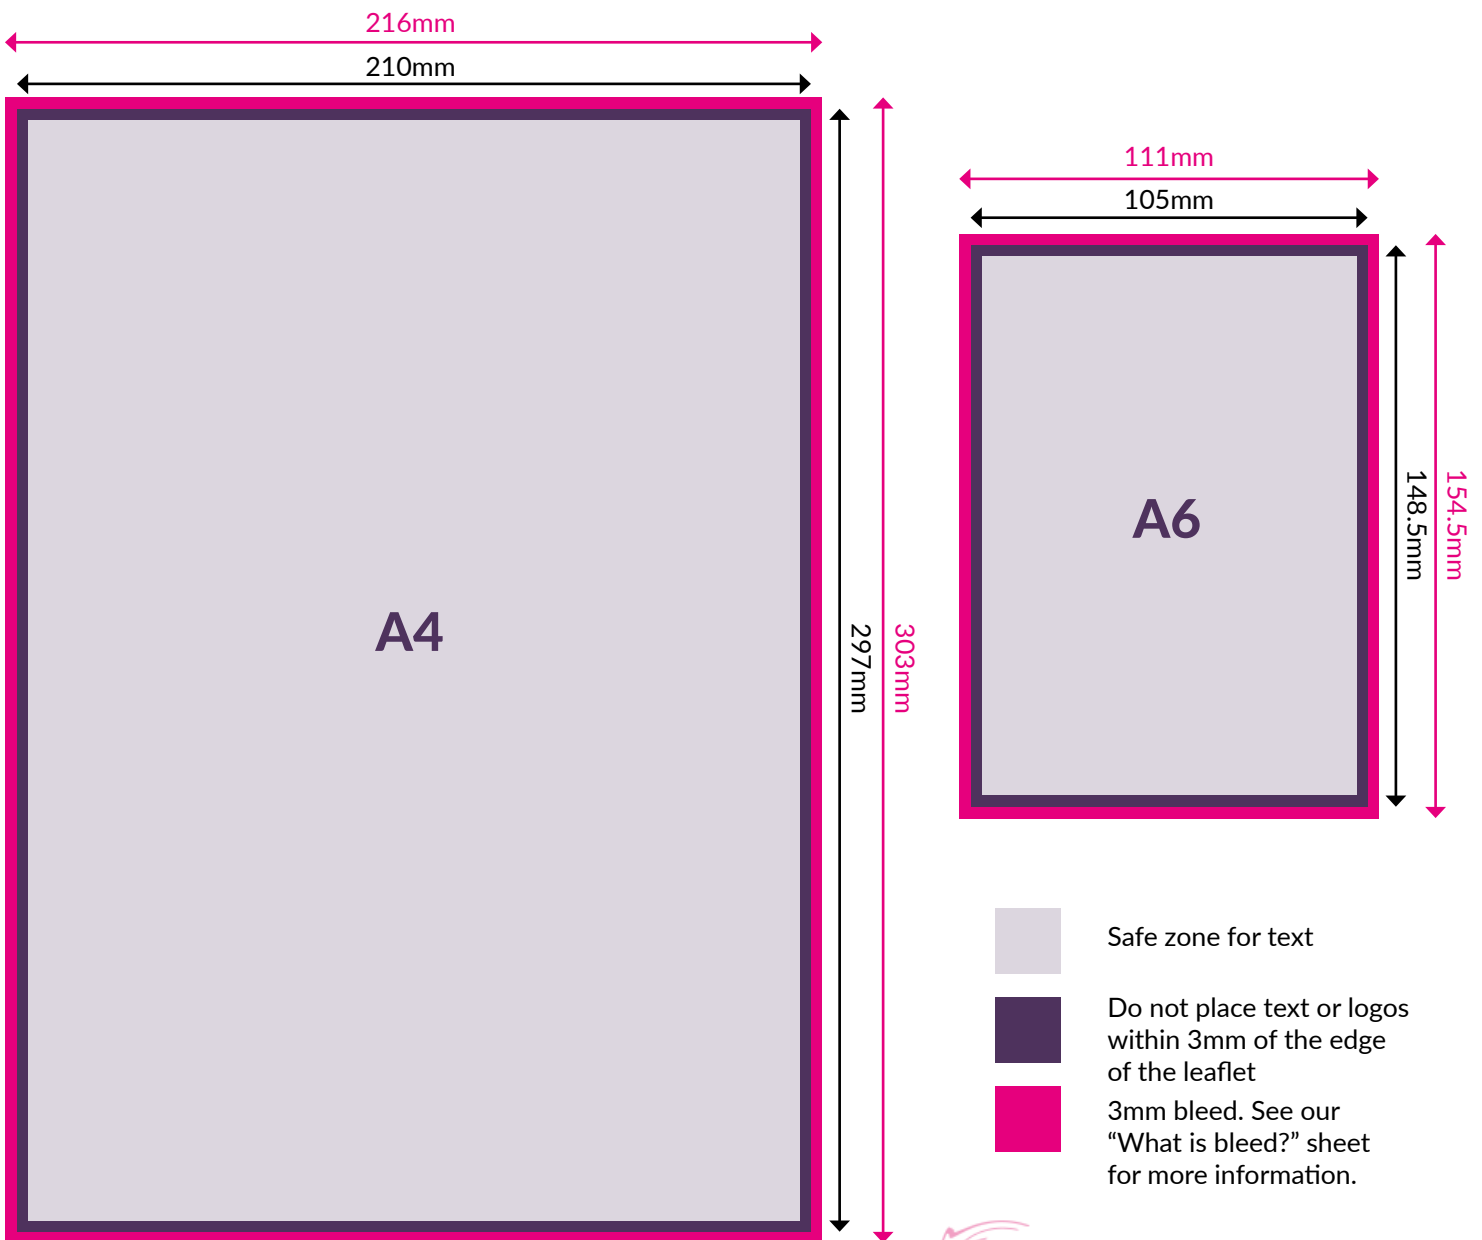 216mm
210mm
A4
297mm
303mm
111mm
105mm
A6
148.5mm
154.5mm
Safe zone for text
Do not place text or logos
within 3mm of the edge
of the leaflet
3mm bleed. See our
“What is bleed?” sheet
for more information.